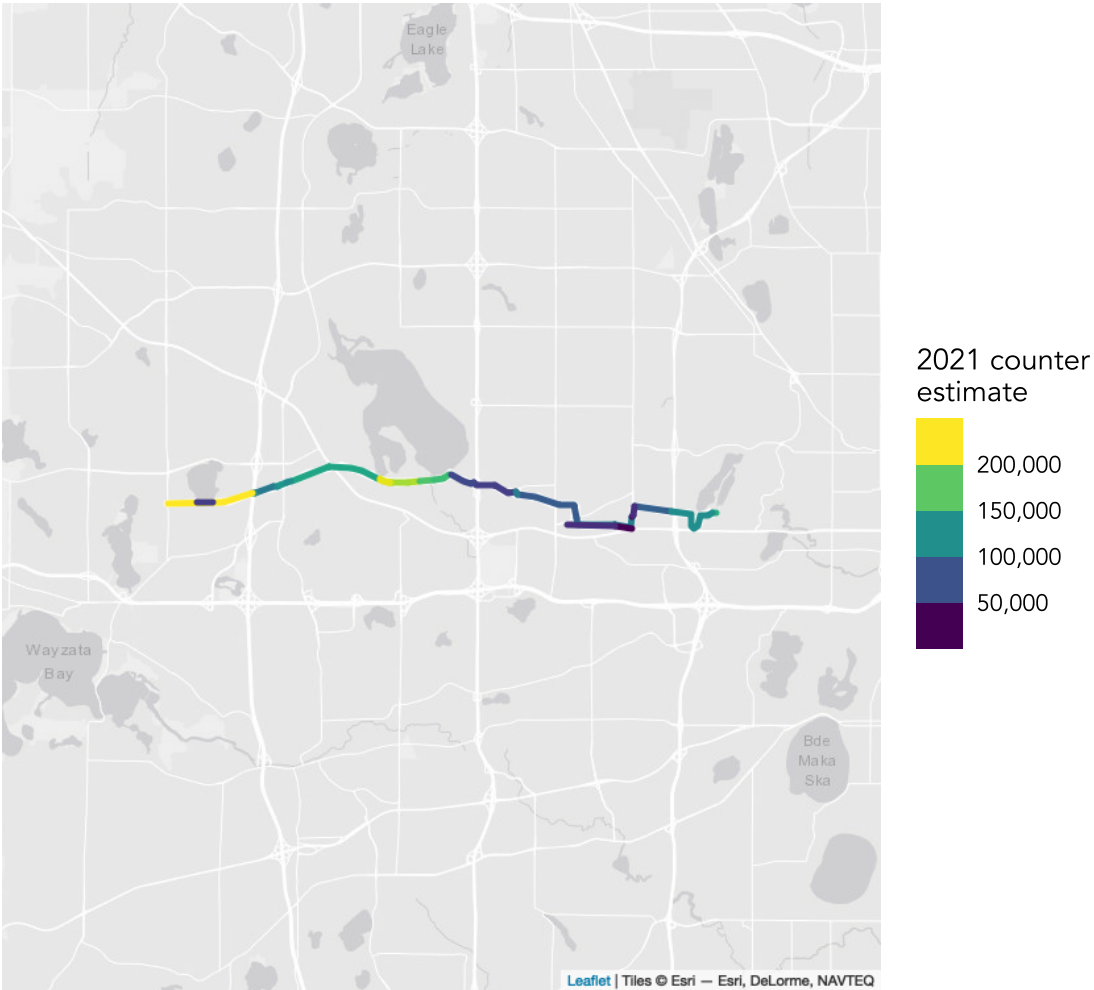 Eagle
Lake
2021 counter
estimate
200,000
150,000
100,000
50,000
Wayzata
Bay
Bde
Maka
Ska
Leaflet | Tiles © Esri — Esri, DeLorme, NAVTEQ